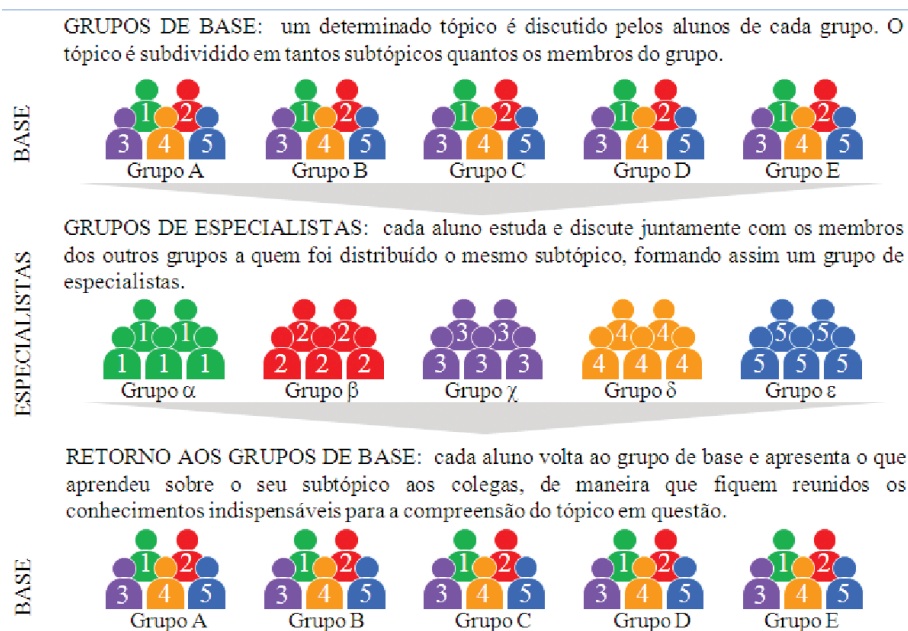 GRUPOS DE BASE: um determinado tópico é discutido pelos alunos de cada grupo. O
tópico é subdividido em tantos subtópicos quantos os membros do grupo.
BASE
1 2 1 2 1 2 1 2 1 2
3 4 5 3 4 5 3 4 5 3 4 5 3 4 5
Grupo A Grupo B Grupo C Grupo D Grupo E
GRUPOS DE ESPECIALISTAS: cada aluno estuda e discute juntamente com os membros
dos outros grupos a quem foi distribuído o mesmo subtópico, formando assim um grupo de
especialistas.
ESPECIALISTAS
1 1 2 2 3 3 4 4 5 5
1 1 1 2 2 2 3 3 3 4 4 4 5 5 5
Grupo α Grupo β Grupo χ Grupo δ Grupo ε
RETORNO AOS GRUPOS DE BASE: cada aluno volta ao grupo de base e apresenta o que
aprendeu sobre o seu subtópico aos colegas, de maneira que fiquem reunidos os
conhecimentos indispensáveis para a compreensão do tópico em questão.
BASE
1 2 1 2 1 2 1 2 1 2
3 4 5 3 4 5 3 4 5 3 4 5 3 4 5
Grupo A Grupo B Grupo C Grupo D Grupo E